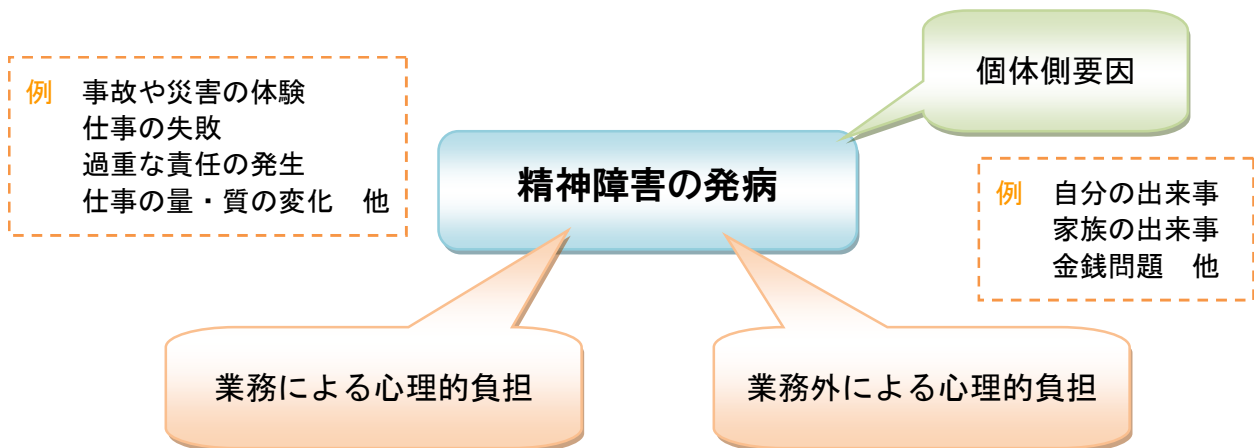 個体側要因
例 事故や災害の体験
仕事の失敗
過重な責任の発生
仕事の量・質の変化 他
精神障害の発病
例 自分の出来事
家族の出来事
金銭問題 他
業務による心理的負担
業務外による心理的負担